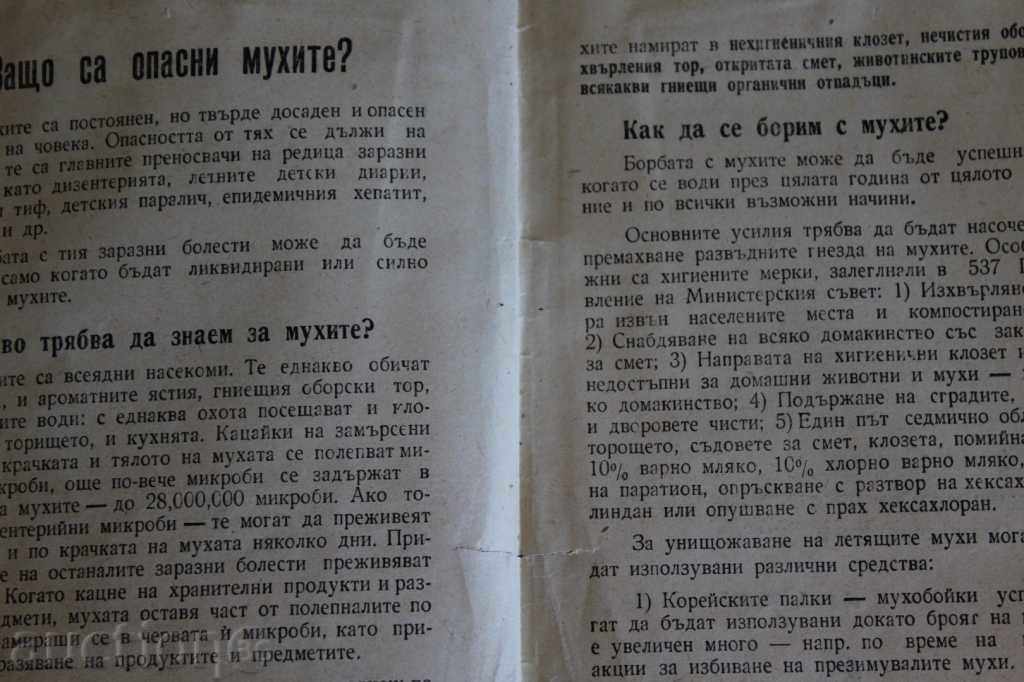 Защо са опасни мухите?
хите са постоянен, но твърде досаден и опасен
на човека. Опасността от тях се дължи на
те са главните преносвачи на редица заразни
като дизентерията, летните детски диарии,
тиф, детския паралич, епидемичния хепатит,
и др.
бата с тия заразни болести може да бъде
само когато бъдат ликвидирани или силно
мухите.
во трябва да знаем за мухите?
ите са всеядни насекоми. Те еднакво обичат
, и ароматните ястия, гниещия оборски тор,
ите води: с еднаква охота посещават и кло-
торището, и кухнята. Кацайки на замърсени
крачката и тялото на мухата се полепват ми-
кроби, още по-вече микроби се задържат в
а мухите — до 28,000,000 микроби. Ако то-
ентерийни микроби — те могат да преживеят
и по крачката на мухата няколко дни. При-
е на останалите заразни болести преживяват
Когато кацне на хранителни продукти и раз-
дмети, мухата оставя част от полепналите по
амиращи се в червата ѝ микроби, като при-
разяване на продуктите и предметите.
хите намират в нехигиеничния клозет, нечистия обо
хвърления тор, откритата смет, животинските трупов
всякакви гниещи органични отпадъци.
Как да се борим с мухите?
Борбата с мухите може да бъде успешн
когато се води през цялата година от цялото
ние и по всички възможни начини.
Основните усилия трябва да бъдат насоче
премахване развъдните гнезда на мухите. Особ
жни са хигиените мерки, залегнали в 537 П
вление на Министерския съвет: 1) Изхвърляне
ра извън населените места и компостиран
2) Снабдяване на всяко домакинство със зак
за смет; 3) Направата на хигиенични клозет и
недостъпни за домашни животни и мухи —
ко домакинство; 4) Подържане на сградите,
и дворовете чисти; 5) Един път седмично обл
торощето, съдовете за смет, клозета, помийна
10% варно мляко, 10% хлорно варно мляко,
на паратион, опръскване с разтвор на хексах
линдан или опушване с прах хексахлоран.
За унищожаване на летящите мухи мога
дат използувани различни средства:
1) Корейските палки — мухобойки усп
гат да бъдат използувани докато броят на
е увеличен много — напр. по време на
акции за избиване на презимувалите мухи.